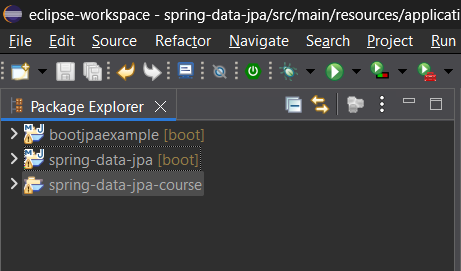 eclipse-workspace - spring-data-jpa/src/main/resources/applicati
File Edit Source Refactor Navigate Search Project Run
Package Explorer
bootjpaexample [boot]
spring-data-jpa [boot]
spring-data-jpa-course